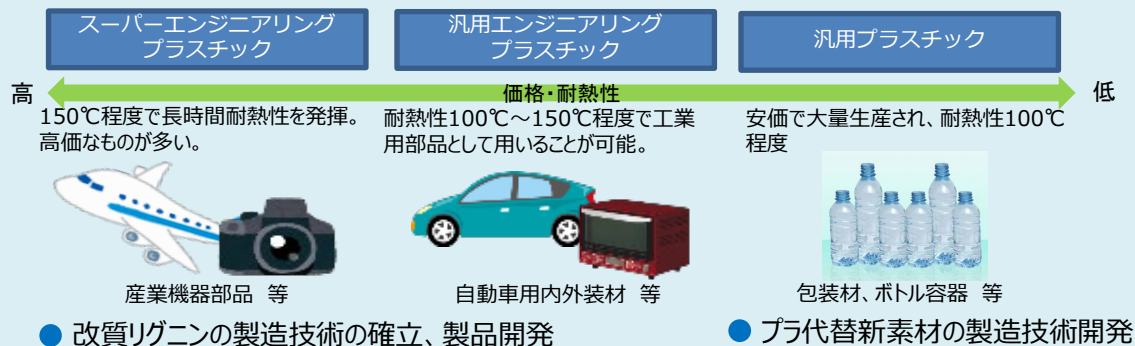 スーパーエンジニアリング
プラスチック
汎用エンジニアリング
プラスチック
汎用プラスチック
高
価格・耐熱性
低
150℃程度で長時間耐熱性を発揮。
高価なものが多い。
耐熱性100℃～150℃程度で工業
用部品として用いることが可能。
安価で大量生産され、耐熱性100℃
程度
産業機器部品 等
自動車用内外装材 等
包装材、ボトル容器 等
● 改質リグニンの製造技術の確立、製品開発
● プラ代替新素材の製造技術開発